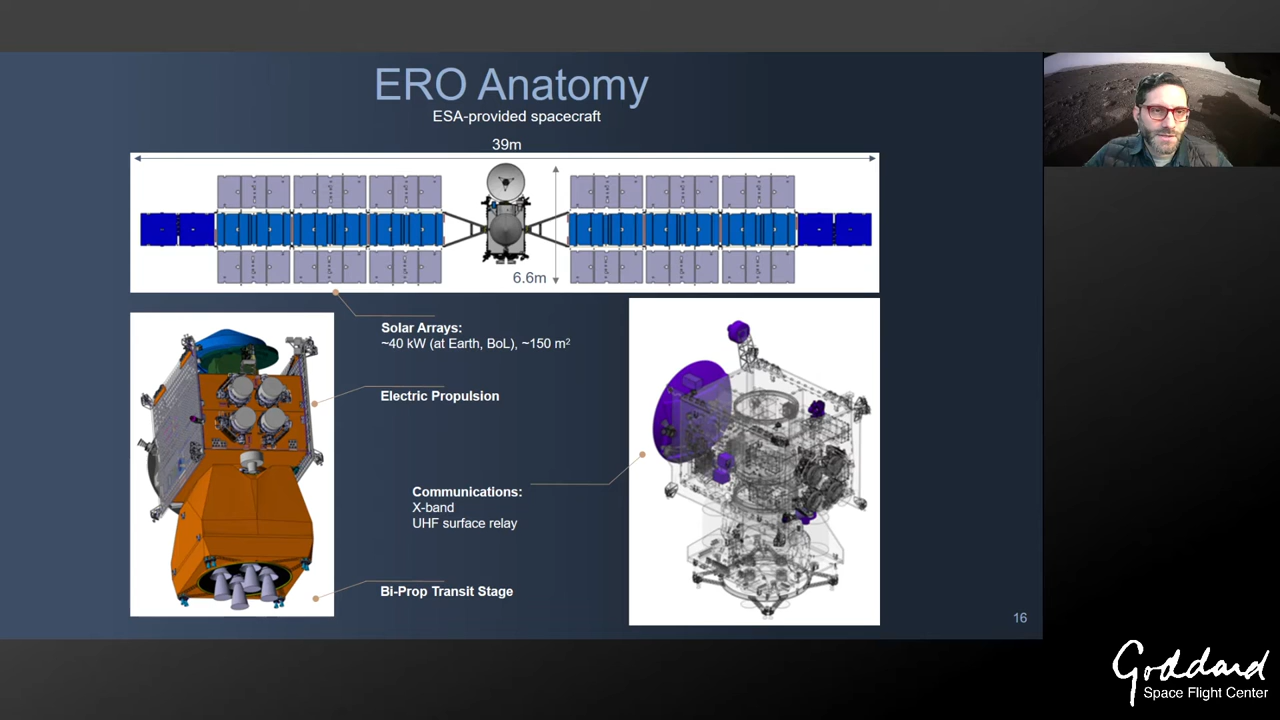 ERO Anatomy
ESA-provided spacecraft
39m
6.6m
Solar Arrays:
~40 kW (at Earth, BoL), ~150 m²
Electric Propulsion
Communications:
X-band
UHF surface relay
Bi-Prop Transit Stage
16
Goddard
Space Flight Center